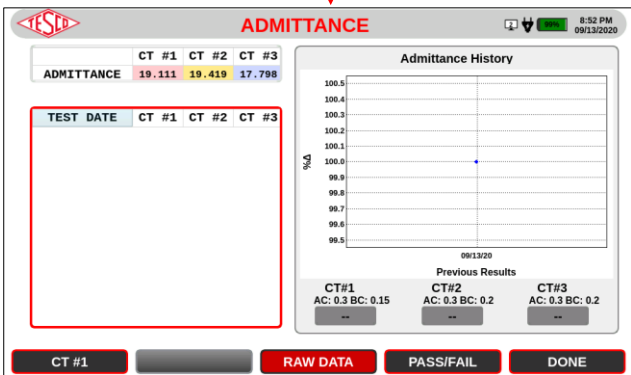 TESCO
ADMITTANCE
2
99%
8:52 PM
09/13/2020
CT #1 CT #2 CT #3
ADMITTANCE 19.111 19.419 17.798
TEST DATE CT #1 CT #2 CT #3
Admittance History
100.5
100.4
100.3
100.2
100.1
100.0
99.9
99.8
99.7
99.6
99.5
%Δ
09/13/20
Previous Results
CT#1 CT#2 CT#3
AC: 0.3 BC: 0.15 AC: 0.3 BC: 0.2 AC: 0.3 BC: 0.2
-- -- --
CT #1 RAW DATA PASS/FAIL DONE